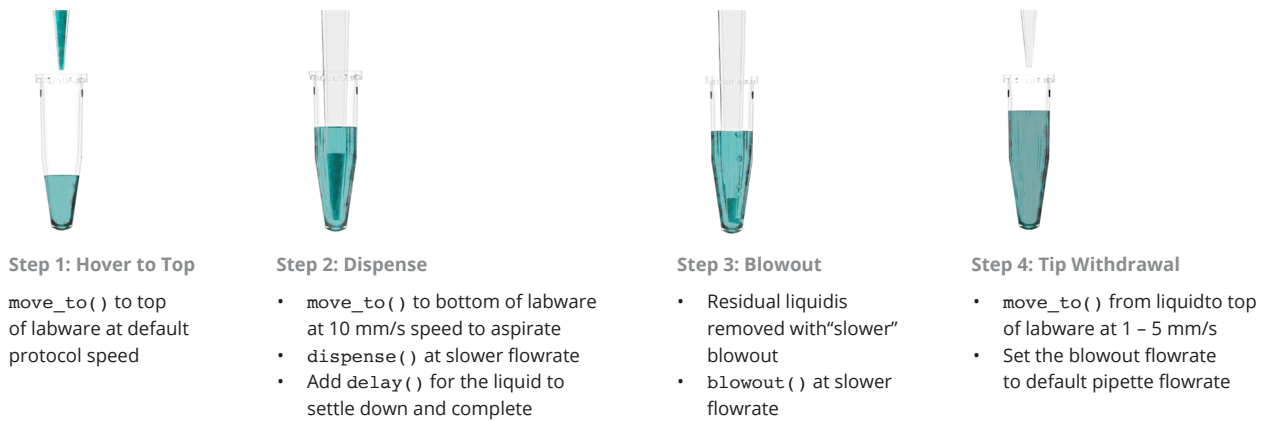 Step 1: Hover to Top
move_to() to top
of labware at default
protocol speed
Step 2: Dispense
• move_to() to bottom of labware
at 10 mm/s speed to aspirate
• dispense() at slower flowrate
• Add delay() for the liquid to
settle down and complete
Step 3: Blowout
• Residual liquidis
removed with“slower”
blowout
• blowout() at slower
flowrate
Step 4: Tip Withdrawal
• move_to() from liquidto top
of labware at 1 – 5 mm/s
• Set the blowout flowrate
to default pipette flowrate